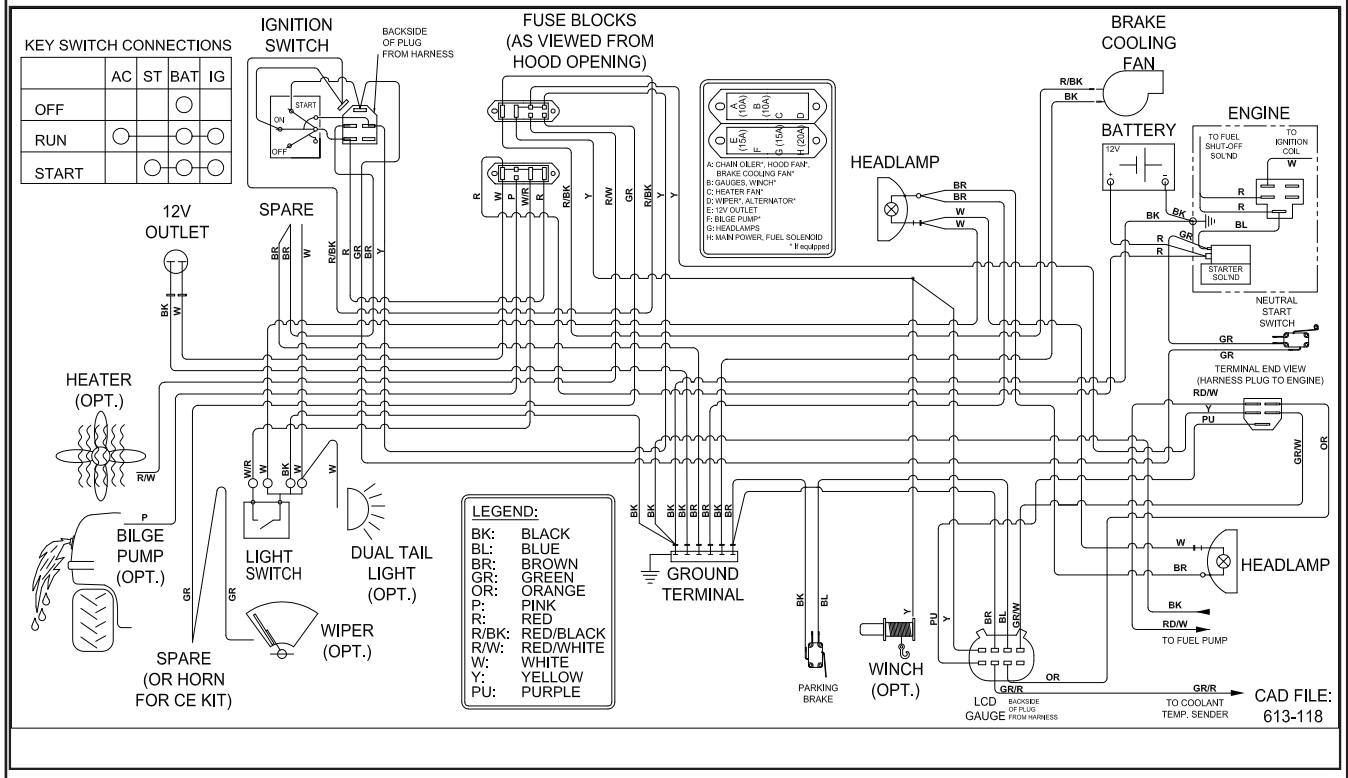 KEY SWITCH CONNECTIONS
AC ST BAT IG
OFF
RUN
START
IGNITION
SWITCH
BACKSIDE
OF PLUG
FROM HARNESS
START
ON
OFF
FUSE BLOCKS
(AS VIEWED FROM
HOOD OPENING)
A
(10A)
B
(10A)
C
D
E
(15A)
F
G (15A)
H (20A)
A: CHAIN OILER*, HOOD FAN*,
BRAKE COOLING FAN*
B: GAUGES, WINCH*
C: HEATER FAN*
D: WIPER*, ALTERNATOR*
E: 12V OUTLET
F: BILGE PUMP*
G: HEADLAMPS
H: MAIN POWER, FUEL SOLENOID
* If equipped
BRAKE
COOLING
FAN
R/BK
BK
BATTERY
12V
+
-
ENGINE
TO FUEL
SHUT-OFF
SOL'ND
TO
IGNITION
COIL
W
R
R
BL
BK
BK
GR
R
R
STARTER
SOL'ND
HEADLAMP
BR
BR
W
W
NEUTRAL
START
SWITCH
GR
GR
TERMINAL END VIEW
(HARNESS PLUG TO ENGINE)
RD/W
Y
PU
GR/W
OR
12V
OUTLET
BK
W
SPARE
BR
BR
W
R/BK
R
GR
BR
Y
R
W
P
W/R
R
R/BK
Y
R/W
GR
R/BK
Y
Y
HEATER
(OPT.)
R/W
P
BILGE
PUMP
(OPT.)
GR
GR
SPARE
(OR HORN
FOR CE KIT)
W/R
W
BK
W
W
LIGHT
SWITCH
DUAL TAIL
LIGHT
(OPT.)
WIPER
(OPT.)
LEGEND:
BK: BLACK
BL: BLUE
BR: BROWN
GR: GREEN
OR: ORANGE
P: PINK
R: RED
R/BK: RED/BLACK
R/W: RED/WHITE
W: WHITE
Y: YELLOW
PU: PURPLE
BK
BK
BK
BR
BR
BK
BR
GROUND
TERMINAL
BK
BL
PARKING
BRAKE
Y
WINCH
(OPT.)
PU
Y
BR
BL
GR/W
LCD
GAUGE
BACKSIDE
OF PLUG
FROM HARNESS
GR/R
OR
GR/R
TO COOLANT
TEMP. SENDER
W
BR
HEADLAMP
BK
RD/W
TO FUEL PUMP
CAD FILE:
613-118